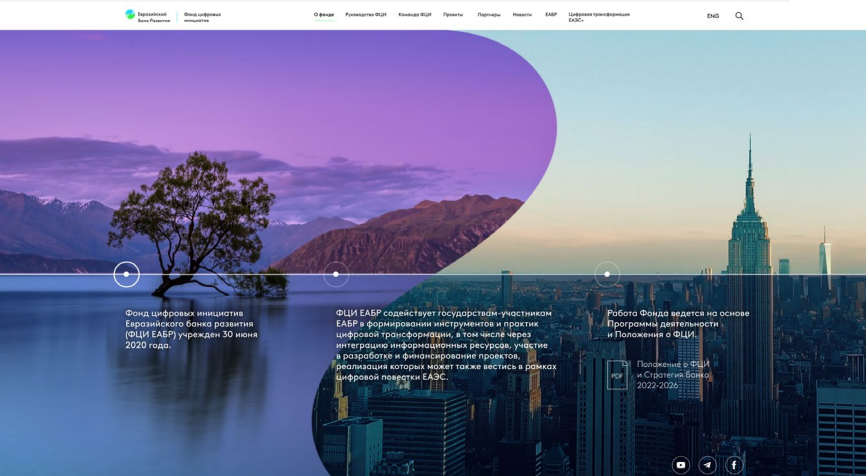 Евразийский
Банк Развития
Фонд цифровых
инициатив
О фонде
Руководство ФЦИ
Команда ФЦИ
Проекты
Партнеры
Новости
ЕАБР
Цифровая трансформация
ЕАЭС+
ENG
Фонд цифровых инициатив
Евразийского банка развития
(ФЦИ ЕАБР) учрежден 30 июня
2020 года.
ФЦИ ЕАБР содействует государствам-участникам
ЕАБР в формировании инструментов и практик
цифровой трансформации, в том числе через
интеграцию информационных ресурсов, участие
в разработке и финансирование проектов,
реализация которых может также вестись в рамках
цифровой повестки ЕАЭС.
Работа Фонда ведется на основе
Программы деятельности
и Положения о ФЦИ.
PDF
Положение о ФЦИ
и Стратегия банка
2022-2026